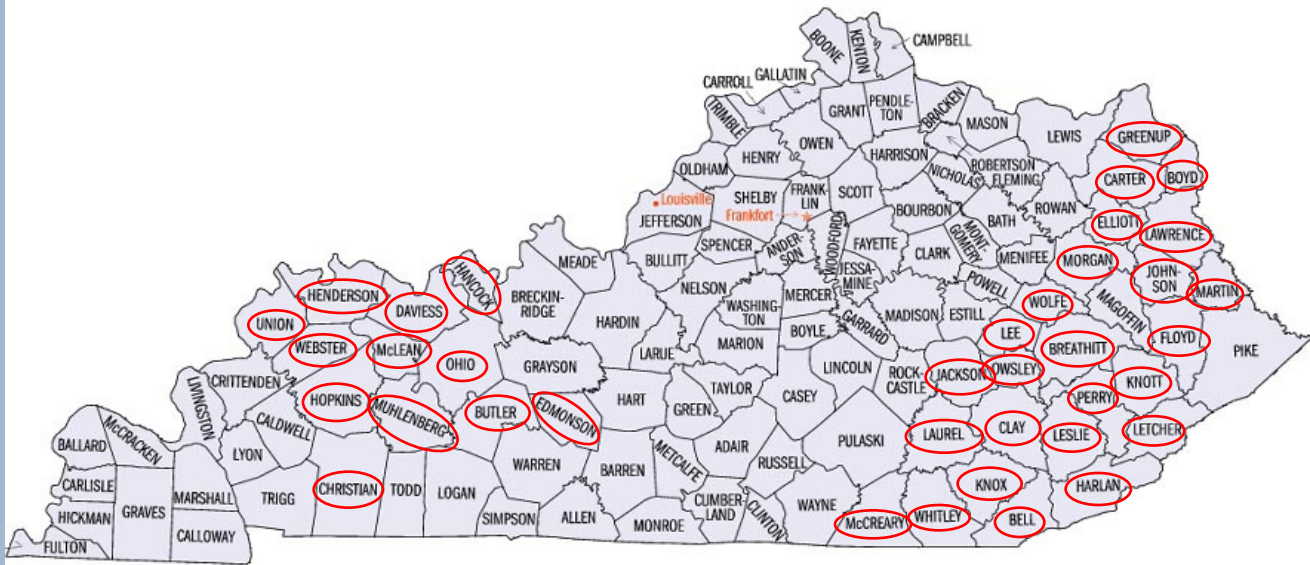 BOONE
KENTON
CAMPBELL
CARROLL
GALLATIN
TRIMBLE
GRANT
PENDLE-
TON
BRACKEN
MASON
LEWIS
GREENUP
OWEN
HENRY
OLDHAM
HARRISON
ROBERTSON
FLEMING
NICHOLAS
CARTER
BOYD
Louisville
JEFFERSON
SHELBY
FRANK-
LIN
Frankfort
SCOTT
BOURBON
BATH
ROWAN
ELLIOTT
LAWRENCE
SPENCER
ANDER-
SON
WOODFORD
FAYETTE
CLARK
MONT-
GOMERY
MENIFEE
MORGAN
MEADE
BULLITT
HANCOCK
BRECKIN-
RIDGE
NELSON
JESSA-
MINE
POWELL
WOLFE
MAGOFFIN
JOHN-
SON
MARTIN
HENDERSON
DAVIESS
UNION
HARDIN
WASHING-
TON
MERCER
GARRARD
MADISON
ESTILL
LEE
BREATHITT
FLOYD
PIKE
WEBSTER
McLEAN
OHIO
GRAYSON
LARUE
MARION
BOYLE
LINCOLN
ROCK-
CASTLE
JACKSON
OWSLEY
KNOTT
PERRY
CRITTENDEN
LIVINGSTON
HOPKINS
MUHLENBERG
BUTLER
EDMONSON
HART
TAYLOR
GREEN
CASEY
ADAIR
PULASKI
LAUREL
CLAY
LESLIE
LETCHER
BALLARD
McCRACKEN
CALDWELL
LYON
WARREN
BARREN
METCALFE
RUSSELL
CARLISLE
GRAVES
MARSHALL
TRIGG
CHRISTIAN
TODD
LOGAN
SIMPSON
ALLEN
MONROE
CUMBER-
LAND
CLINTON
WAYNE
McCREARY
WHITLEY
KNOX
BELL
HARLAN
HICKMAN
FULTON
CALLOWAY